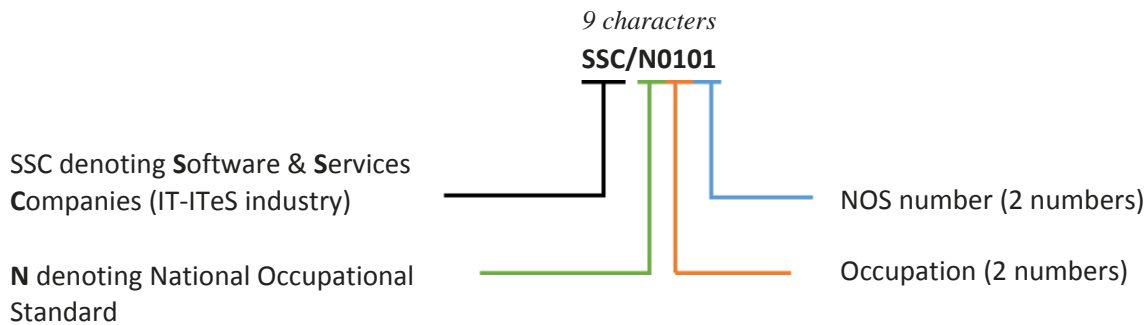 9 characters
SSC/N0101
SSC denoting Software & Services
Companies (IT-ITeS industry)
NOS number (2 numbers)
N denoting National Occupational
Standard
Occupation (2 numbers)